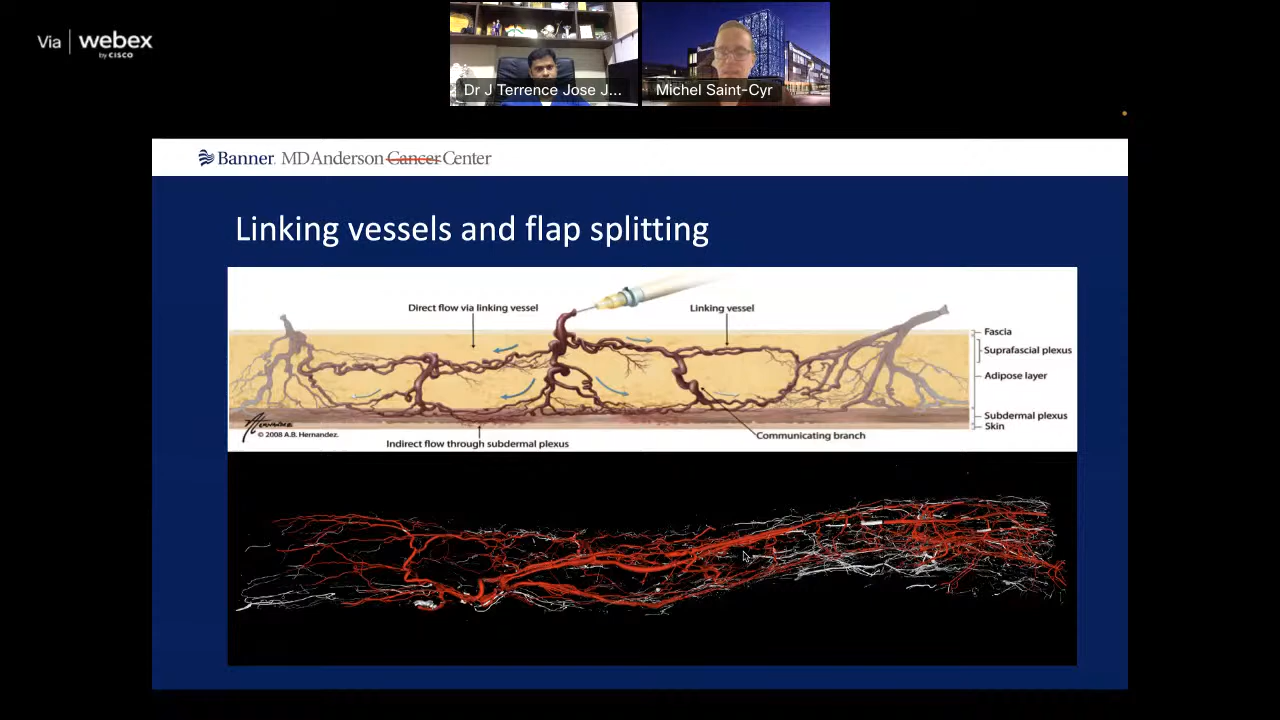 Via webex
by CISCO
Dr J Terrence Jose J...
Michel Saint-Cyr
Banner MDAnderson Cancer Center
Linking vessels and flap splitting
Direct flow via linking vessel
Linking vessel
Fascia
Suprafascial plexus
Adipose layer
Subdermal plexus
Skin
HERNANDEZ
© 2008 A.B. Hernandez.
Indirect flow through subdermal plexus
Communicating branch